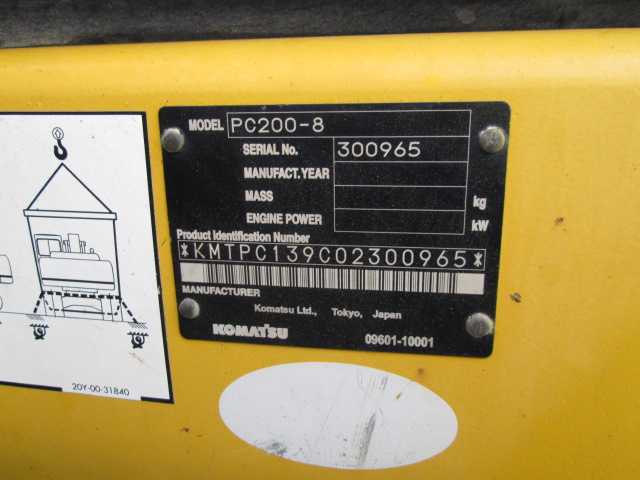 MODEL PC200-8
SERIAL No. 300965
MANUFACT.YEAR
MASS kg
ENGINE POWER kW
Product Identification Number
*KMTPC139C02300965*
MANUFACTURER
Komatsu Ltd., Tokyo, Japan
KOMATSU 09601-10001
20Y-00-31840